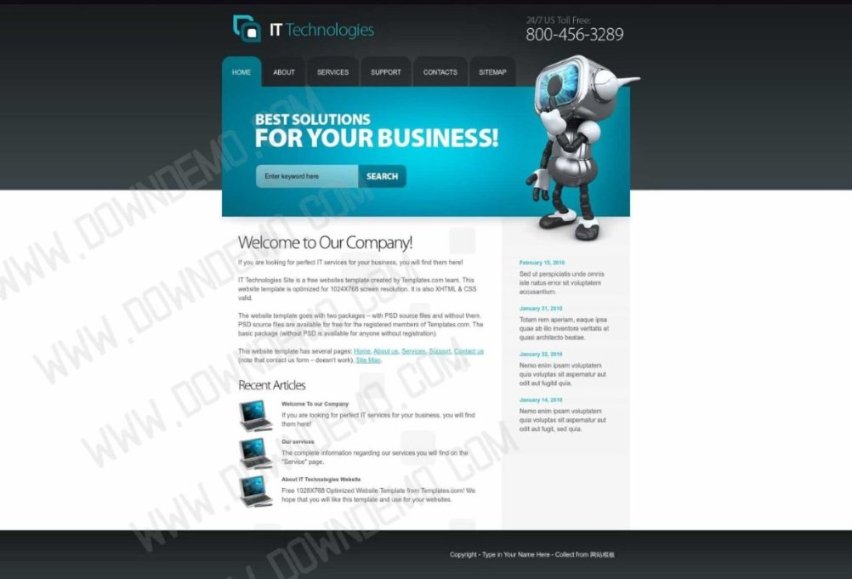 IT Technologies
24/7 US Toll Free:
800-456-3289
HOME
ABOUT
SERVICES
SUPPORT
CONTACTS
SITEMAP
BEST SOLUTIONS
FOR YOUR BUSINESS!
Enter keyword here
SEARCH
Welcome to Our Company!
If you are looking for perfect IT services for your business, you will find them here!
IT Technologies Site is a free websites template created by Templates.com team. This
website template is optimized for 1024X768 screen resolution. It is also XHTML & CSS
valid.
The website template goes with two packages – with PSD source files and without them.
PSD source files are available for free for the registered members of Templates.com. The
basic package (without PSD is available for anyone without registration).
This website template has several pages: Home, About us, Services, Support, Contact us
(note that contact us form – doesn't work), Site Map.
Recent Articles
Welcome To our Company
If you are looking for perfect IT services for your business, you will find
them here!
Our services
The complete information regarding our services you will find on the
"Service" page.
About IT Technologies Website
Free 1028X768 Optimized Website Template from Templates.com! We
hope that you will like this template and use for your websites.
February 15, 2010
Sed ut perspiciatis unde omnis
iste natus error sit voluptatem
accusantium.
January 31, 2010
Totam rem aperiam, eaque ipsa
quae ab illo inventore veritatis et
quasi architecto beatae.
January 22, 2010
Nemo enim ipsam voluptatem
quia voluptas sit aspernatur aut
odit aut fugitid quia.
January 14, 2010
Nemo enim ipsam voluptatem
quia voluptas sit aspernatur aut
odit aut fugit, sed quia.
Copyright - Type in Your Name Here - Collect from 网站模板
WWW.DOWNDEMO.COM
WWW.DOWNDEMO.COM
WWW.DOWNDEMO.COM
WWW.DOWNDEMO.COM
WWW.DOWNDEMO.COM